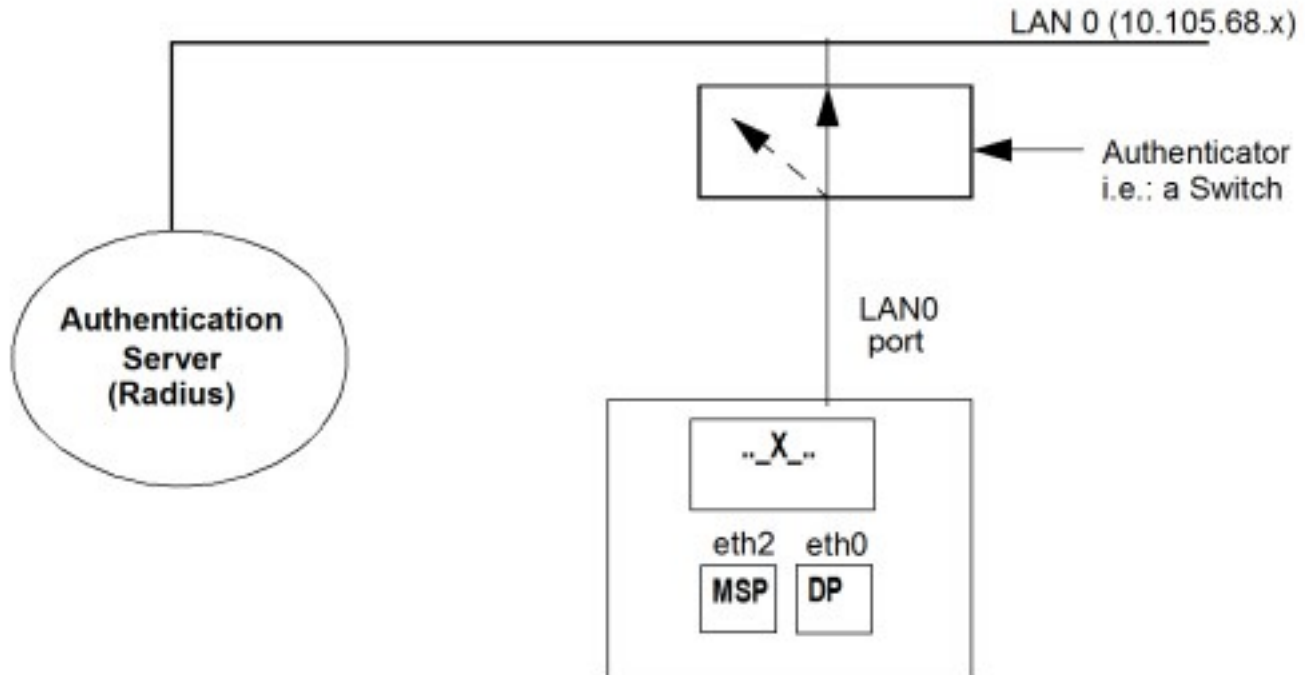 LAN 0 (10.105.68.x)
Authenticator
i.e.: a Switch
Authentication
Server
(Radius)
LAN0
port
.._X_..
eth2 eth0
MSP DP